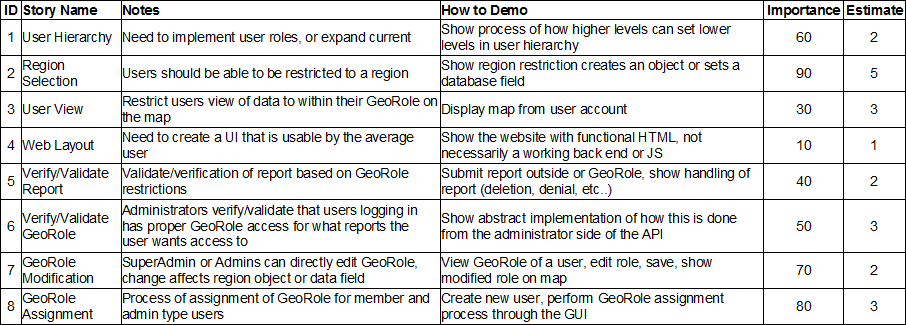 ID Story Name Notes How to Demo Importance Estimate
1 User Hierarchy Need to implement user roles, or expand current Show process of how higher levels can set lower levels in user hierarchy 60 2
2 Region Selection Users should be able to be restricted to a region Show region restriction creates an object or sets a database field 90 5
3 User View Restrict users view of data to within their GeoRole on the map Display map from user account 30 3
4 Web Layout Need to create a UI that is usable by the average user Show the website with functional HTML, not necessarily a working back end or JS 10 1
5 Verify/Validate Report Validate/verification of report based on GeoRole restrictions Submit report outside or GeoRole, show handling of report (deletion, denial, etc..) 40 2
6 Verify/Validate GeoRole Administrators verify/validate that users logging in has proper GeoRole access for what reports the user wants access to Show abstract implementation of how this is done from the administrator side of the API 50 3
7 GeoRole Modification SuperAdmin or Admins can directly edit GeoRole, change affects region object or data field View GeoRole of a user, edit role, save, show modified role on map 70 2
8 GeoRole Assignment Process of assignment of GeoRole for member and admin type users Create new user, perform GeoRole assignment process through the GUI 80 3